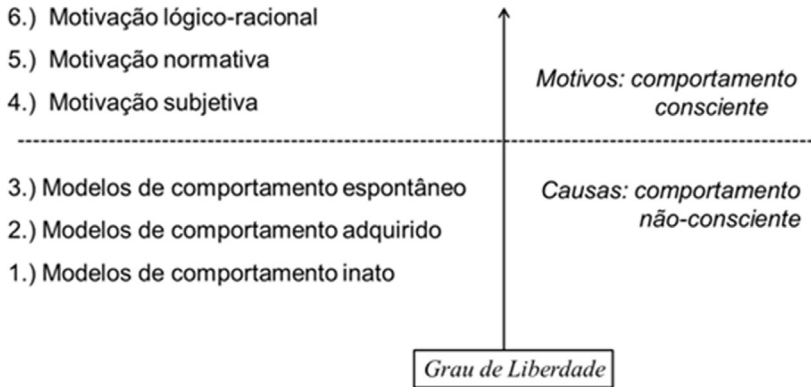 6.) Motivação lógico-racional
5.) Motivação normativa
4.) Motivação subjetiva
Motivos: comportamento
consciente
3.) Modelos de comportamento espontâneo
2.) Modelos de comportamento adquirido
1.) Modelos de comportamento inato
Causas: comportamento
não-consciente
Grau de Liberdade